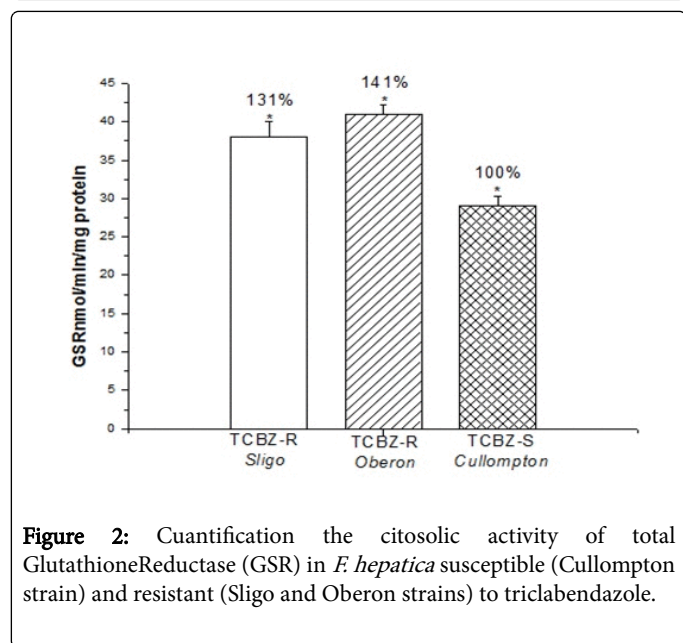 45
40
35
30
25
20
15
10
5
0
GSRnmol/min/mg protein
131%
*
141%
*
100%
*
TCBZ-R
Sligo
TCBZ-R
Oberon
TCBZ-S
Cullompton
Figure 2: Cuantification the citosolic activity of total
GlutathioneReductase (GSR) in F. hepatica susceptible (Cullompton
strain) and resistant (Sligo and Oberon strains) to triclabendazole.